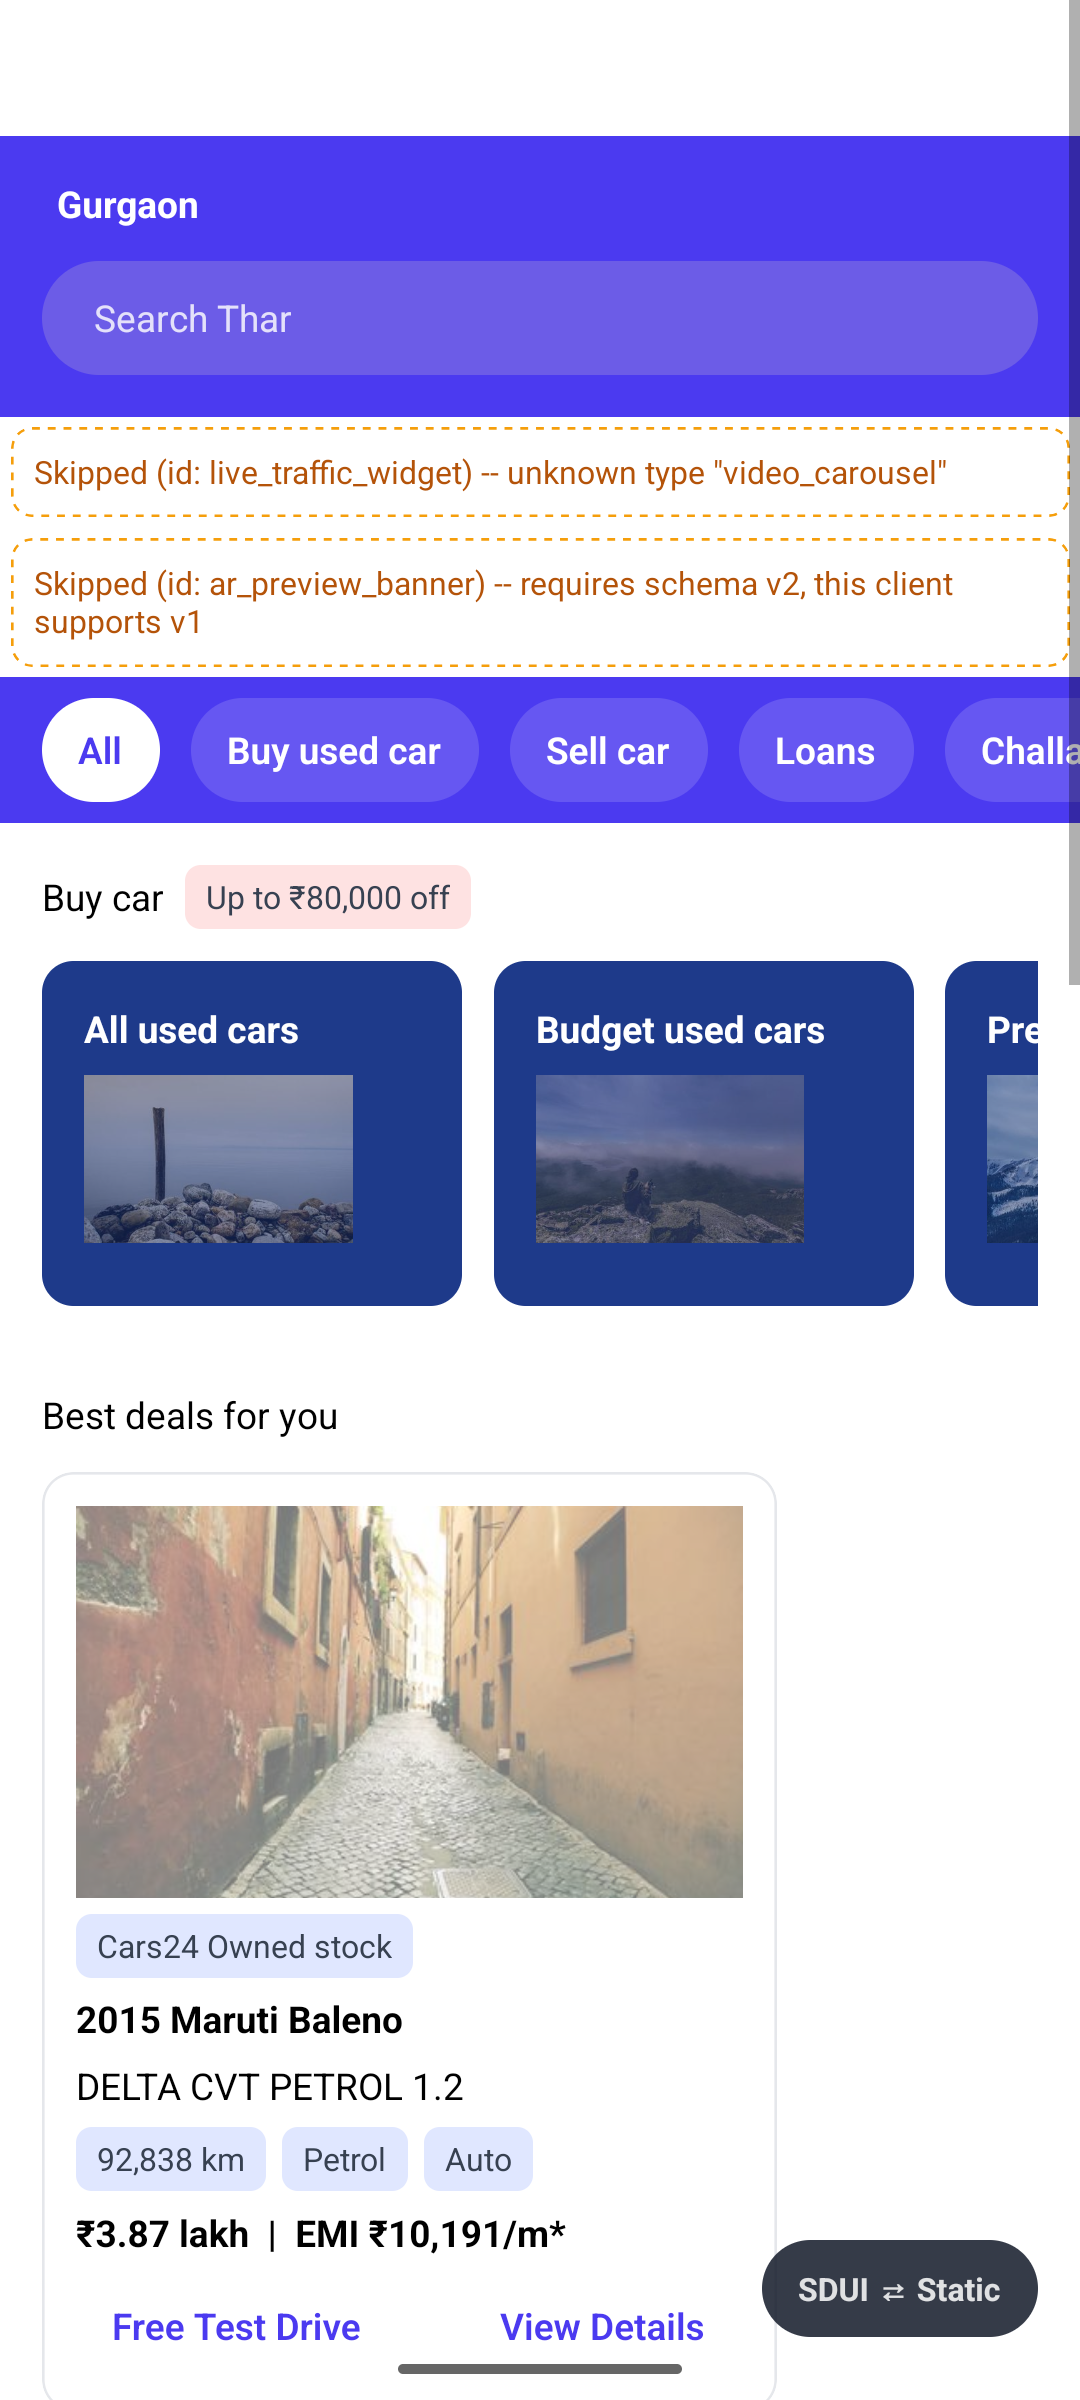 Gurgaon
Search Thar
Skipped (id: live_traffic_widget) -- unknown type "video_carousel"
Skipped (id: ar_preview_banner) -- requires schema v2, this client
supports v1
All
Buy used car
Sell car
Loans
Challa
Buy car
Up to ₹80,000 off
All used cars
Budget used cars
Pre
Best deals for you
Cars24 Owned stock
2015 Maruti Baleno
DELTA CVT PETROL 1.2
92,838 km
Petrol
Auto
₹3.87 lakh | EMI ₹10,191/m*
SDUI ⇄ Static
Free Test Drive
View Details